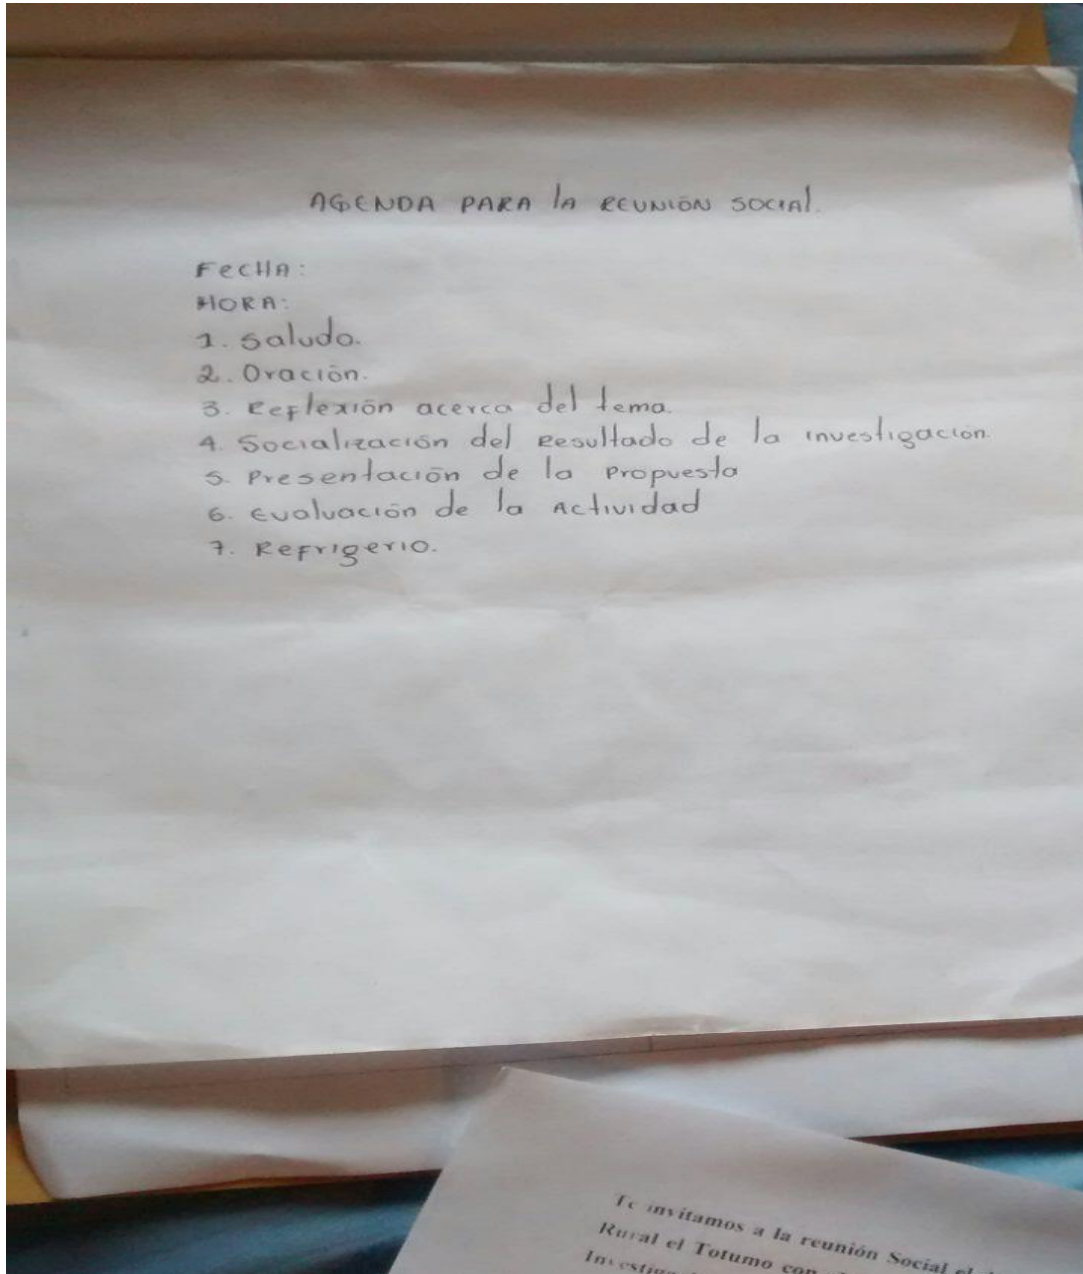 AGENDA PARA la REUNIÓN SOCIAl.
FecHA:
HORA:
1. saludo.
2. Oración.
3. Reflexión acerca del tema.
4. Socialización del Resultado de la investigación.
5. Presentación de la Propuesta
6. Evaluación de la Actividad
7. Refrigerio.
Te invitamos a la reunión Social el
Rural el Totumo con